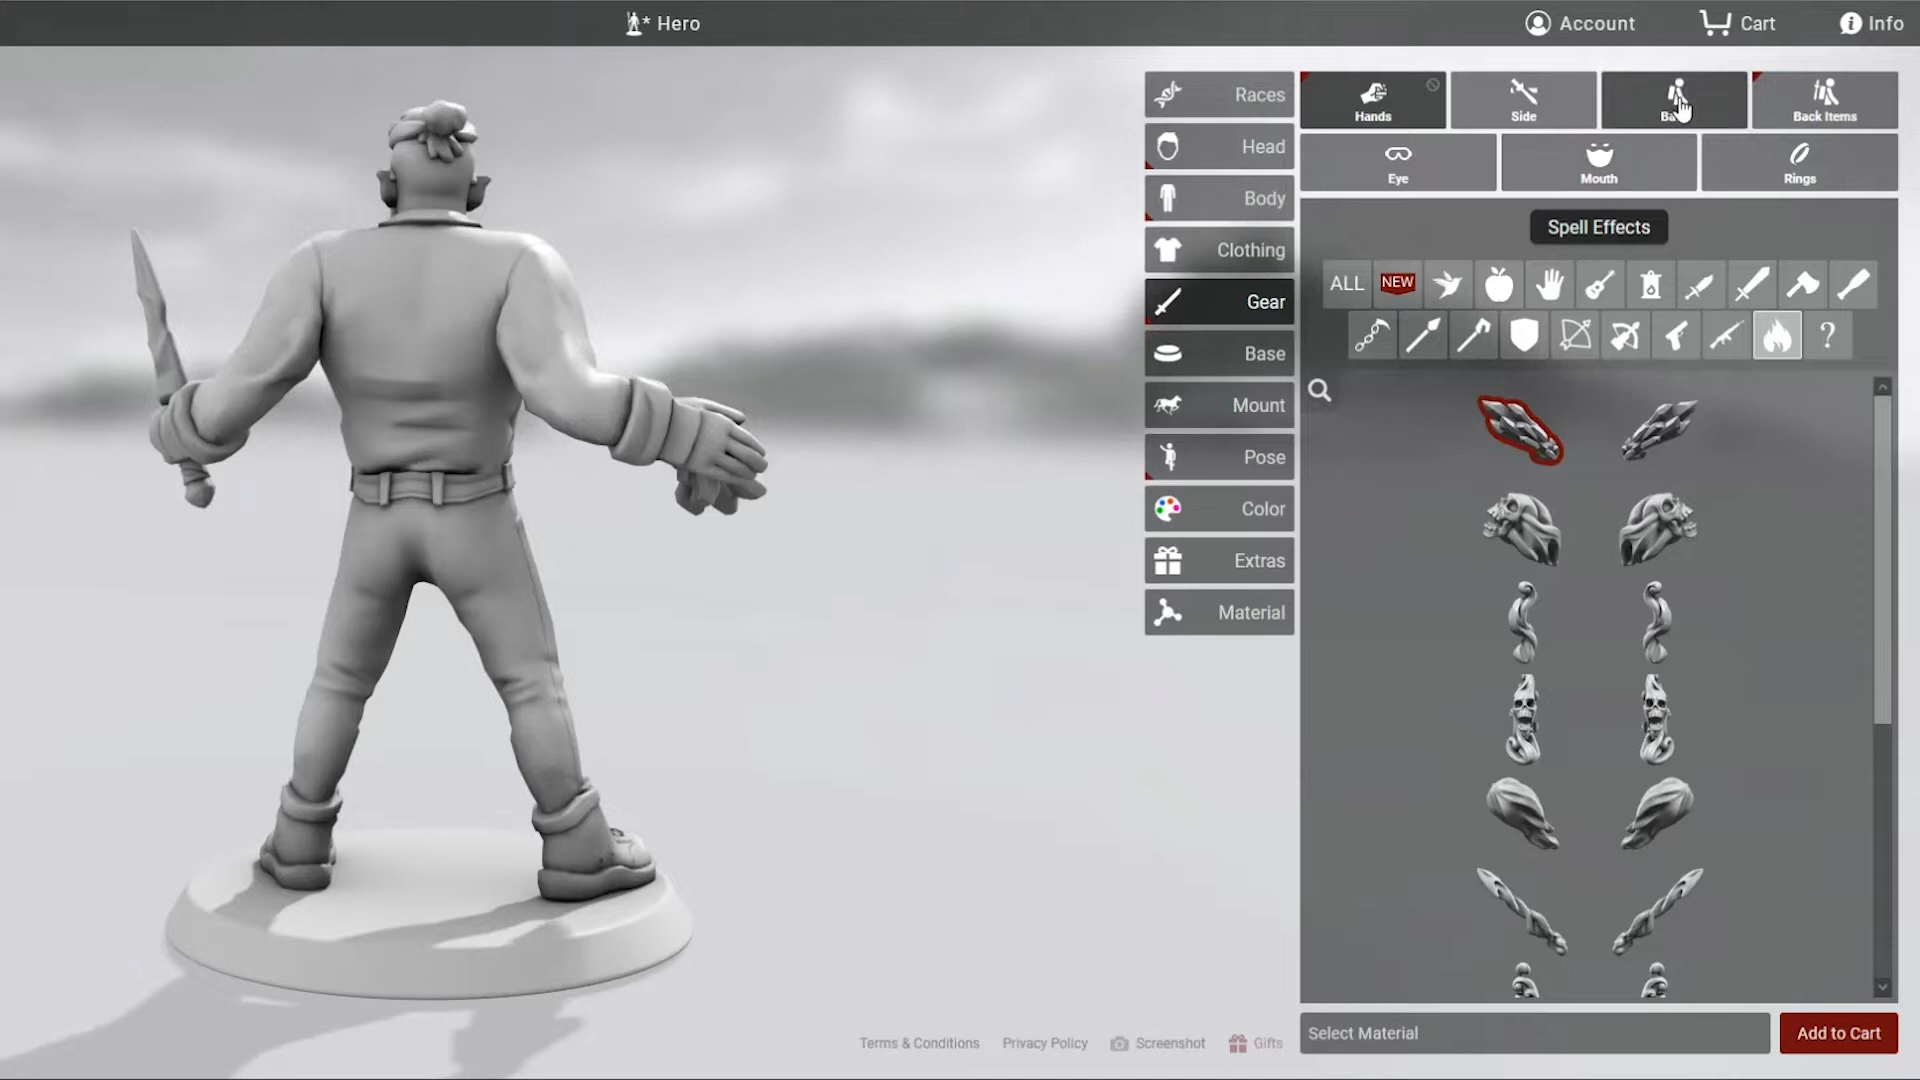 * Hero
Account
Cart
Info
Races
Head
Body
Clothing
Gear
Base
Mount
Pose
Color
Extras
Material
Hands
Side
Back Items
Eye
Mouth
Rings
Spell Effects
ALL
NEW
?
Select Material
Add to Cart
Terms & Conditions
Privacy Policy
Screenshot
Gifts